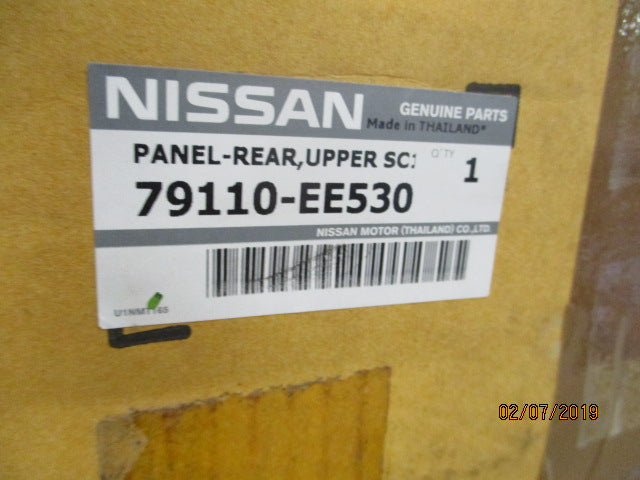 NISSAN GENUINE PARTS
Made in THAILAND*
PANEL-REAR,UPPER SC Q'TY 1
79110-EE530
NISSAN MOTOR (THAILAND) CO.,LTD.
02/07/2019